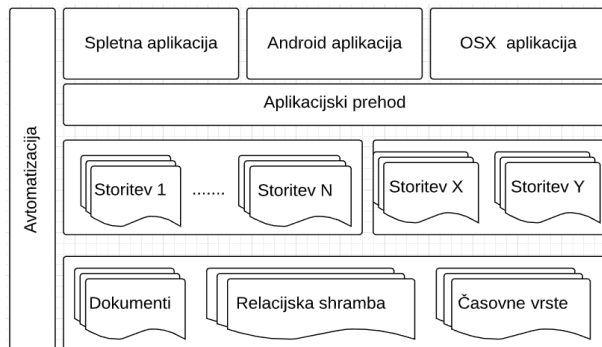 Avtomatizacija
Spletna aplikacija
Android aplikacija
OSX aplikacija
Aplikacijski prehod
Storitev 1
.......
Storitev N
Storitev X
Storitev Y
Dokumenti
Relacijska shramba
Časovne vrste